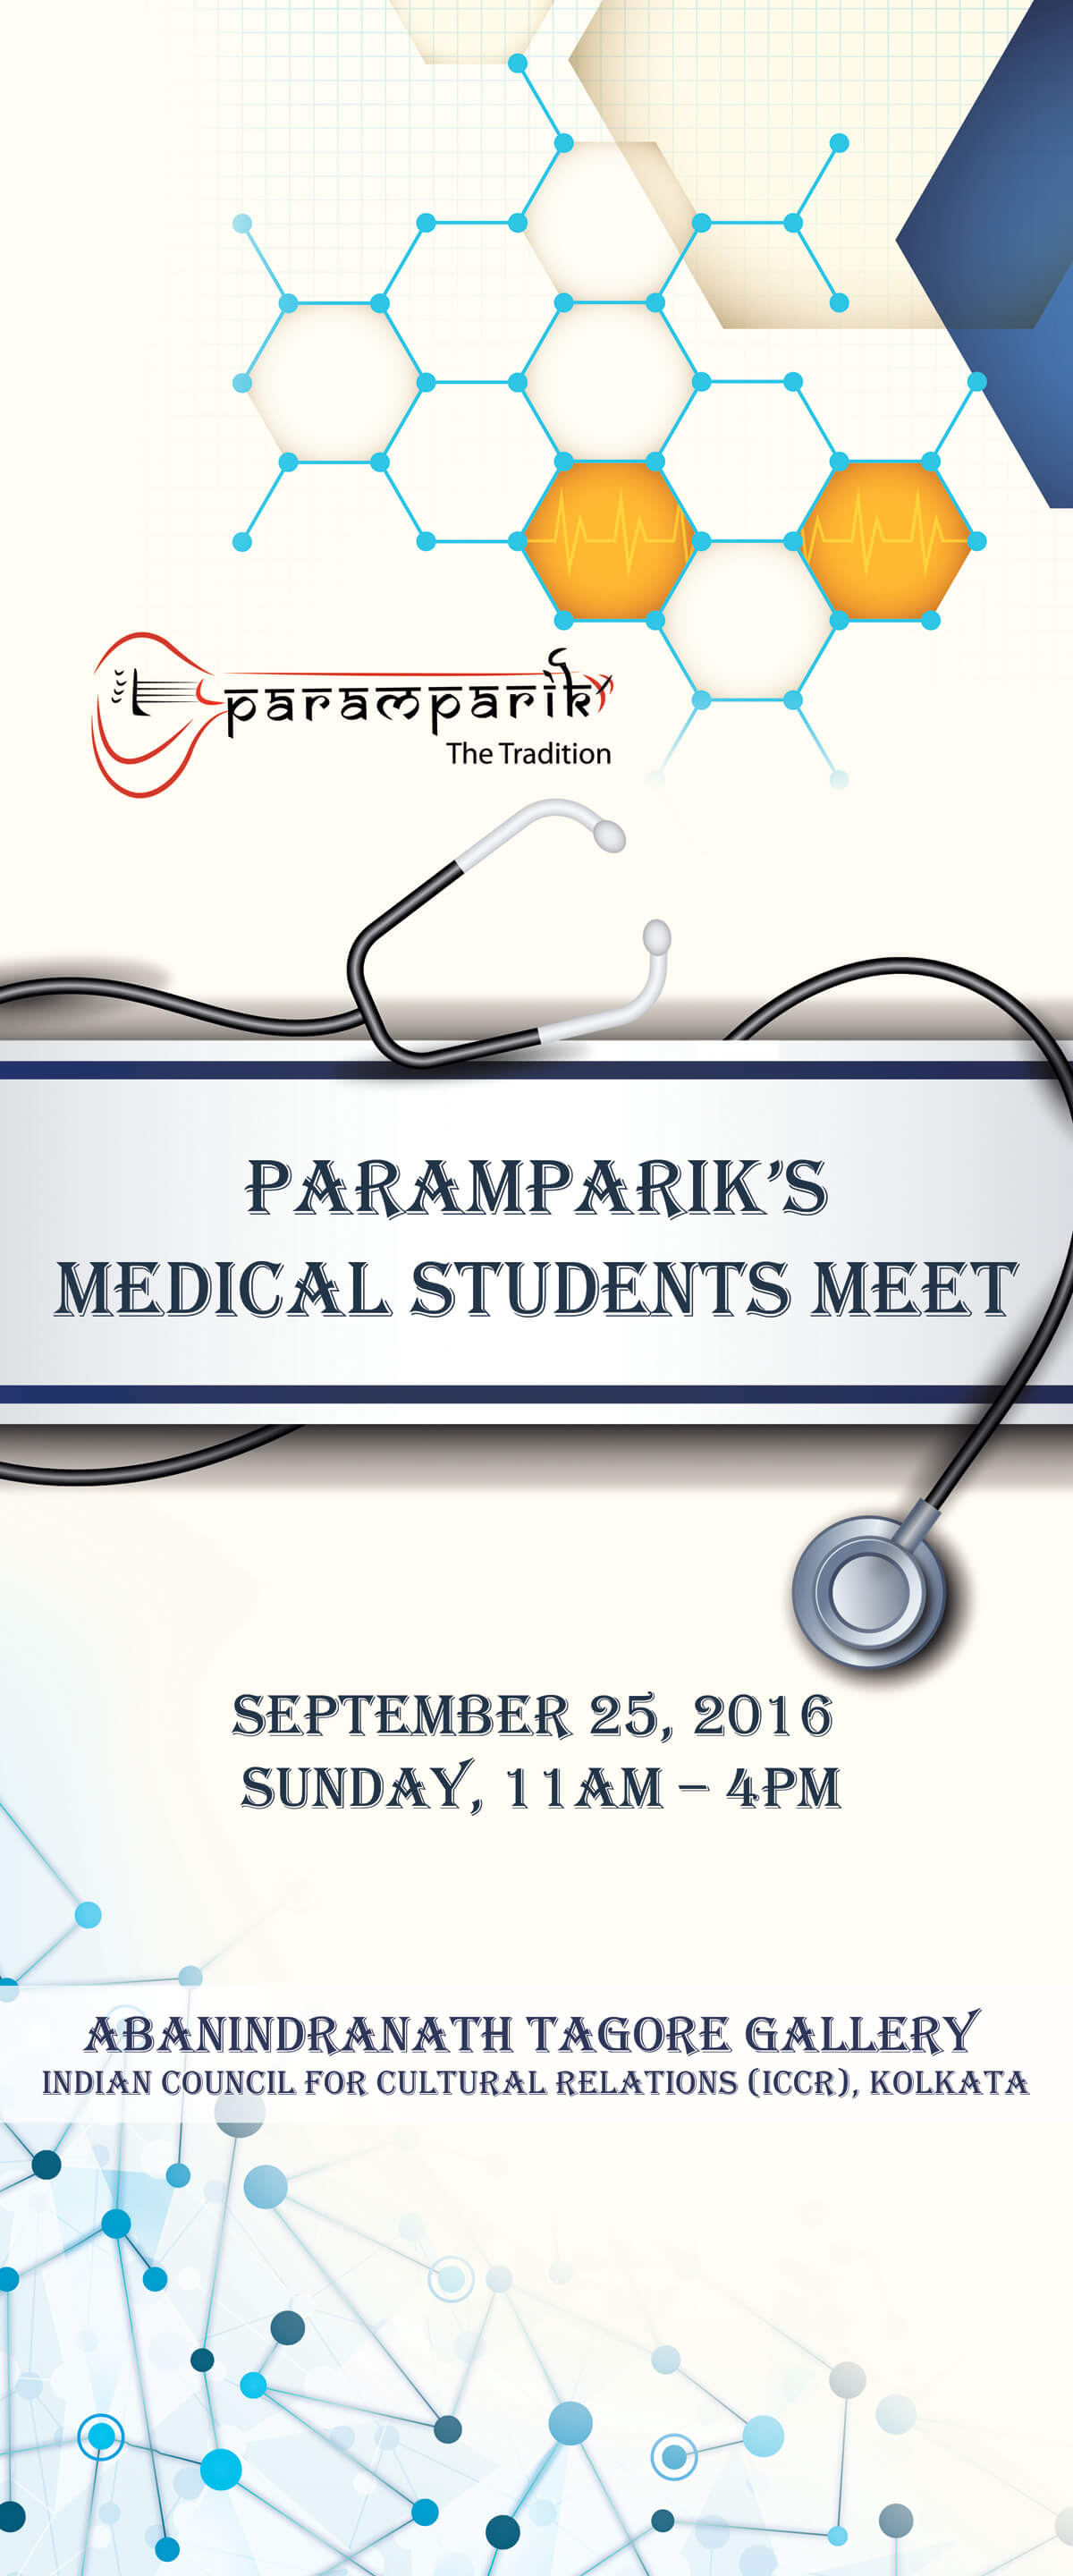 paramparik
The Tradition
PARAMPARIK'S
MEDICAL STUDENTS MEET
SEPTEMBER 25, 2016
SUNDAY, 11AM – 4PM
ABANINDRANATH TAGORE GALLERY
INDIAN COUNCIL FOR CULTURAL RELATIONS (ICCR), KOLKATA